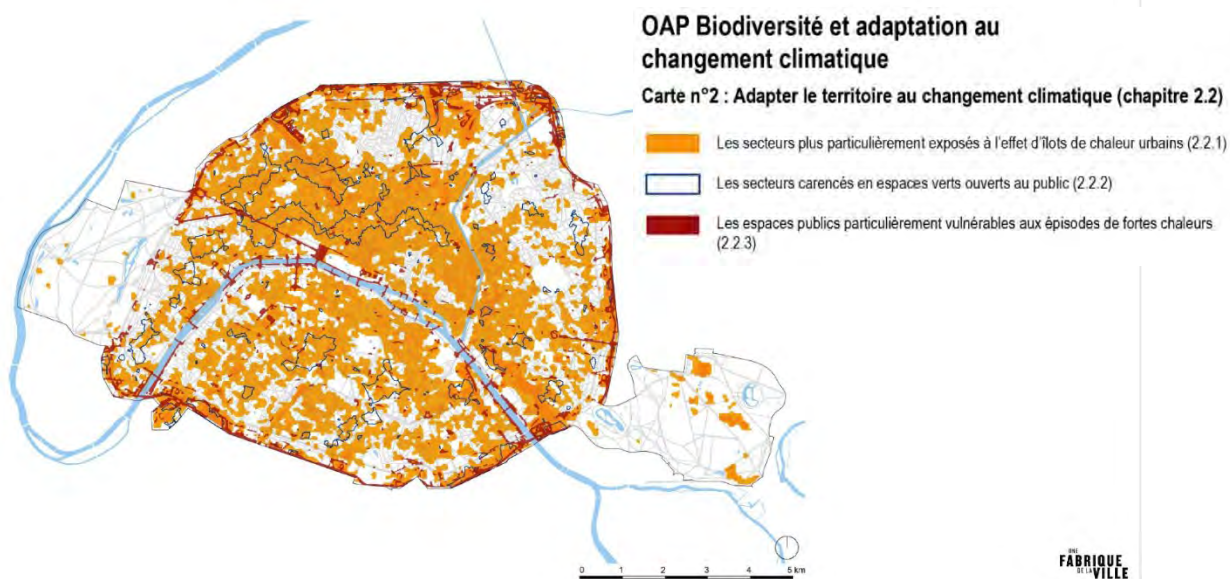 OAP Biodiversité et adaptation au
changement climatique
Carte n°2 : Adapter le territoire au changement climatique (chapitre 2.2)
Les secteurs plus particulièrement exposés à l'effet d'îlots de chaleur urbains (2.2.1)
Les secteurs carencés en espaces verts ouverts au public (2.2.2)
Les espaces publics particulièrement vulnérables aux épisodes de fortes chaleurs
(2.2.3)
0 1 2 3 4 5 km
UNE
FABRIQUE
DE LA VILLE